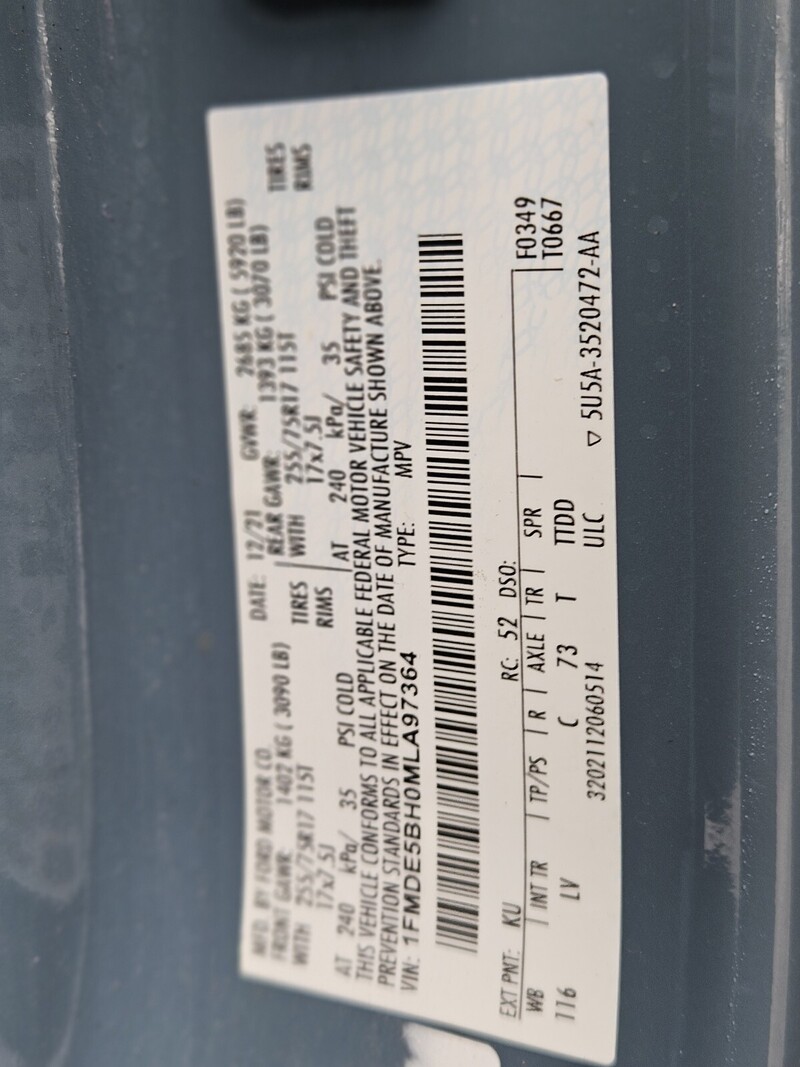 MFD. BY FORD MOTOR CO. DATE: 12/21 GVWR: 2685 KG ( 5920 LB)
FRONT GAWR: 1402 KG ( 3090 LB) REAR GAWR: 1393 KG ( 3070 LB)
WITH 255/75R17 115T TIRES WITH 255/75R17 115T TIRES
17x7.5J RIMS 17x7.5J RIMS
AT 240 kPa/ 35 PSI COLD AT 240 kPa/ 35 PSI COLD
THIS VEHICLE CONFORMS TO ALL APPLICABLE FEDERAL MOTOR VEHICLE SAFETY AND THEFT
PREVENTION STANDARDS IN EFFECT ON THE DATE OF MANUFACTURE SHOWN ABOVE.
VIN: 1FMDE5BH0MLA97364 TYPE: MPV
EXT PNT: KU RC: 52 DSO: F0349
WB INT TR TP/PS R AXLE TR SPR T0667
116 LV C 73 T TTDD
3202112060514 ULC ▽ 5U5A-3520472-AA